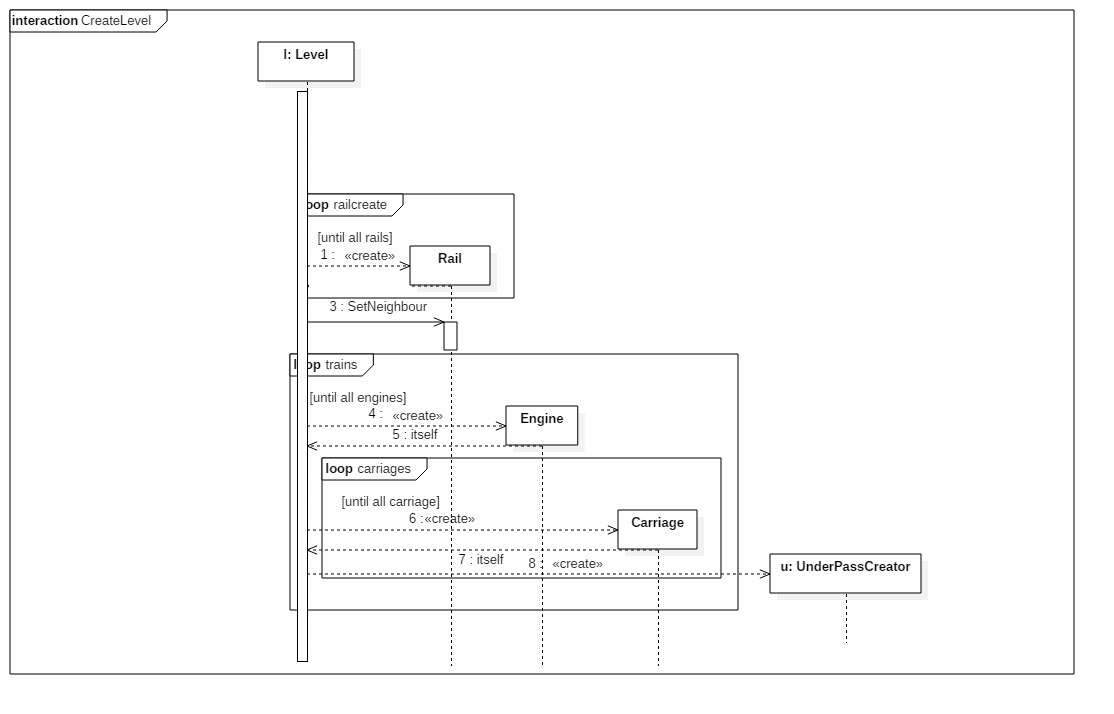 interaction CreateLevel
l: Level
oop railcreate
[until all rails]
1 : «create»
Rail
3 : SetNeighbour
loop trains
[until all engines]
4 : «create»
Engine
5 : itself
loop carriages
[until all carriage]
6 :«create»
Carriage
7 : itself
8 : «create»
u: UnderPassCreator